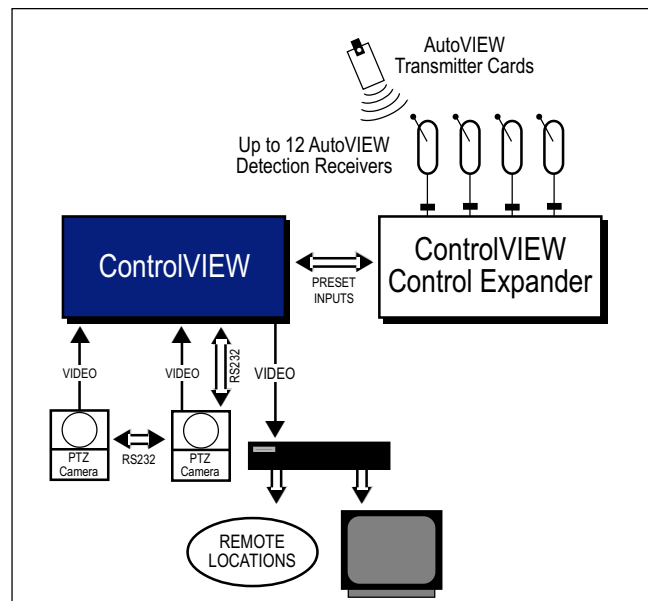 AutoVIEW
Transmitter Cards
Up to 12 AutoVIEW
Detection Receivers
ControlVIEW
PRESET
INPUTS
ControlVIEW
Control Expander
VIDEO
VIDEO
RS232
VIDEO
PTZ
Camera
RS232
PTZ
Camera
REMOTE
LOCATIONS